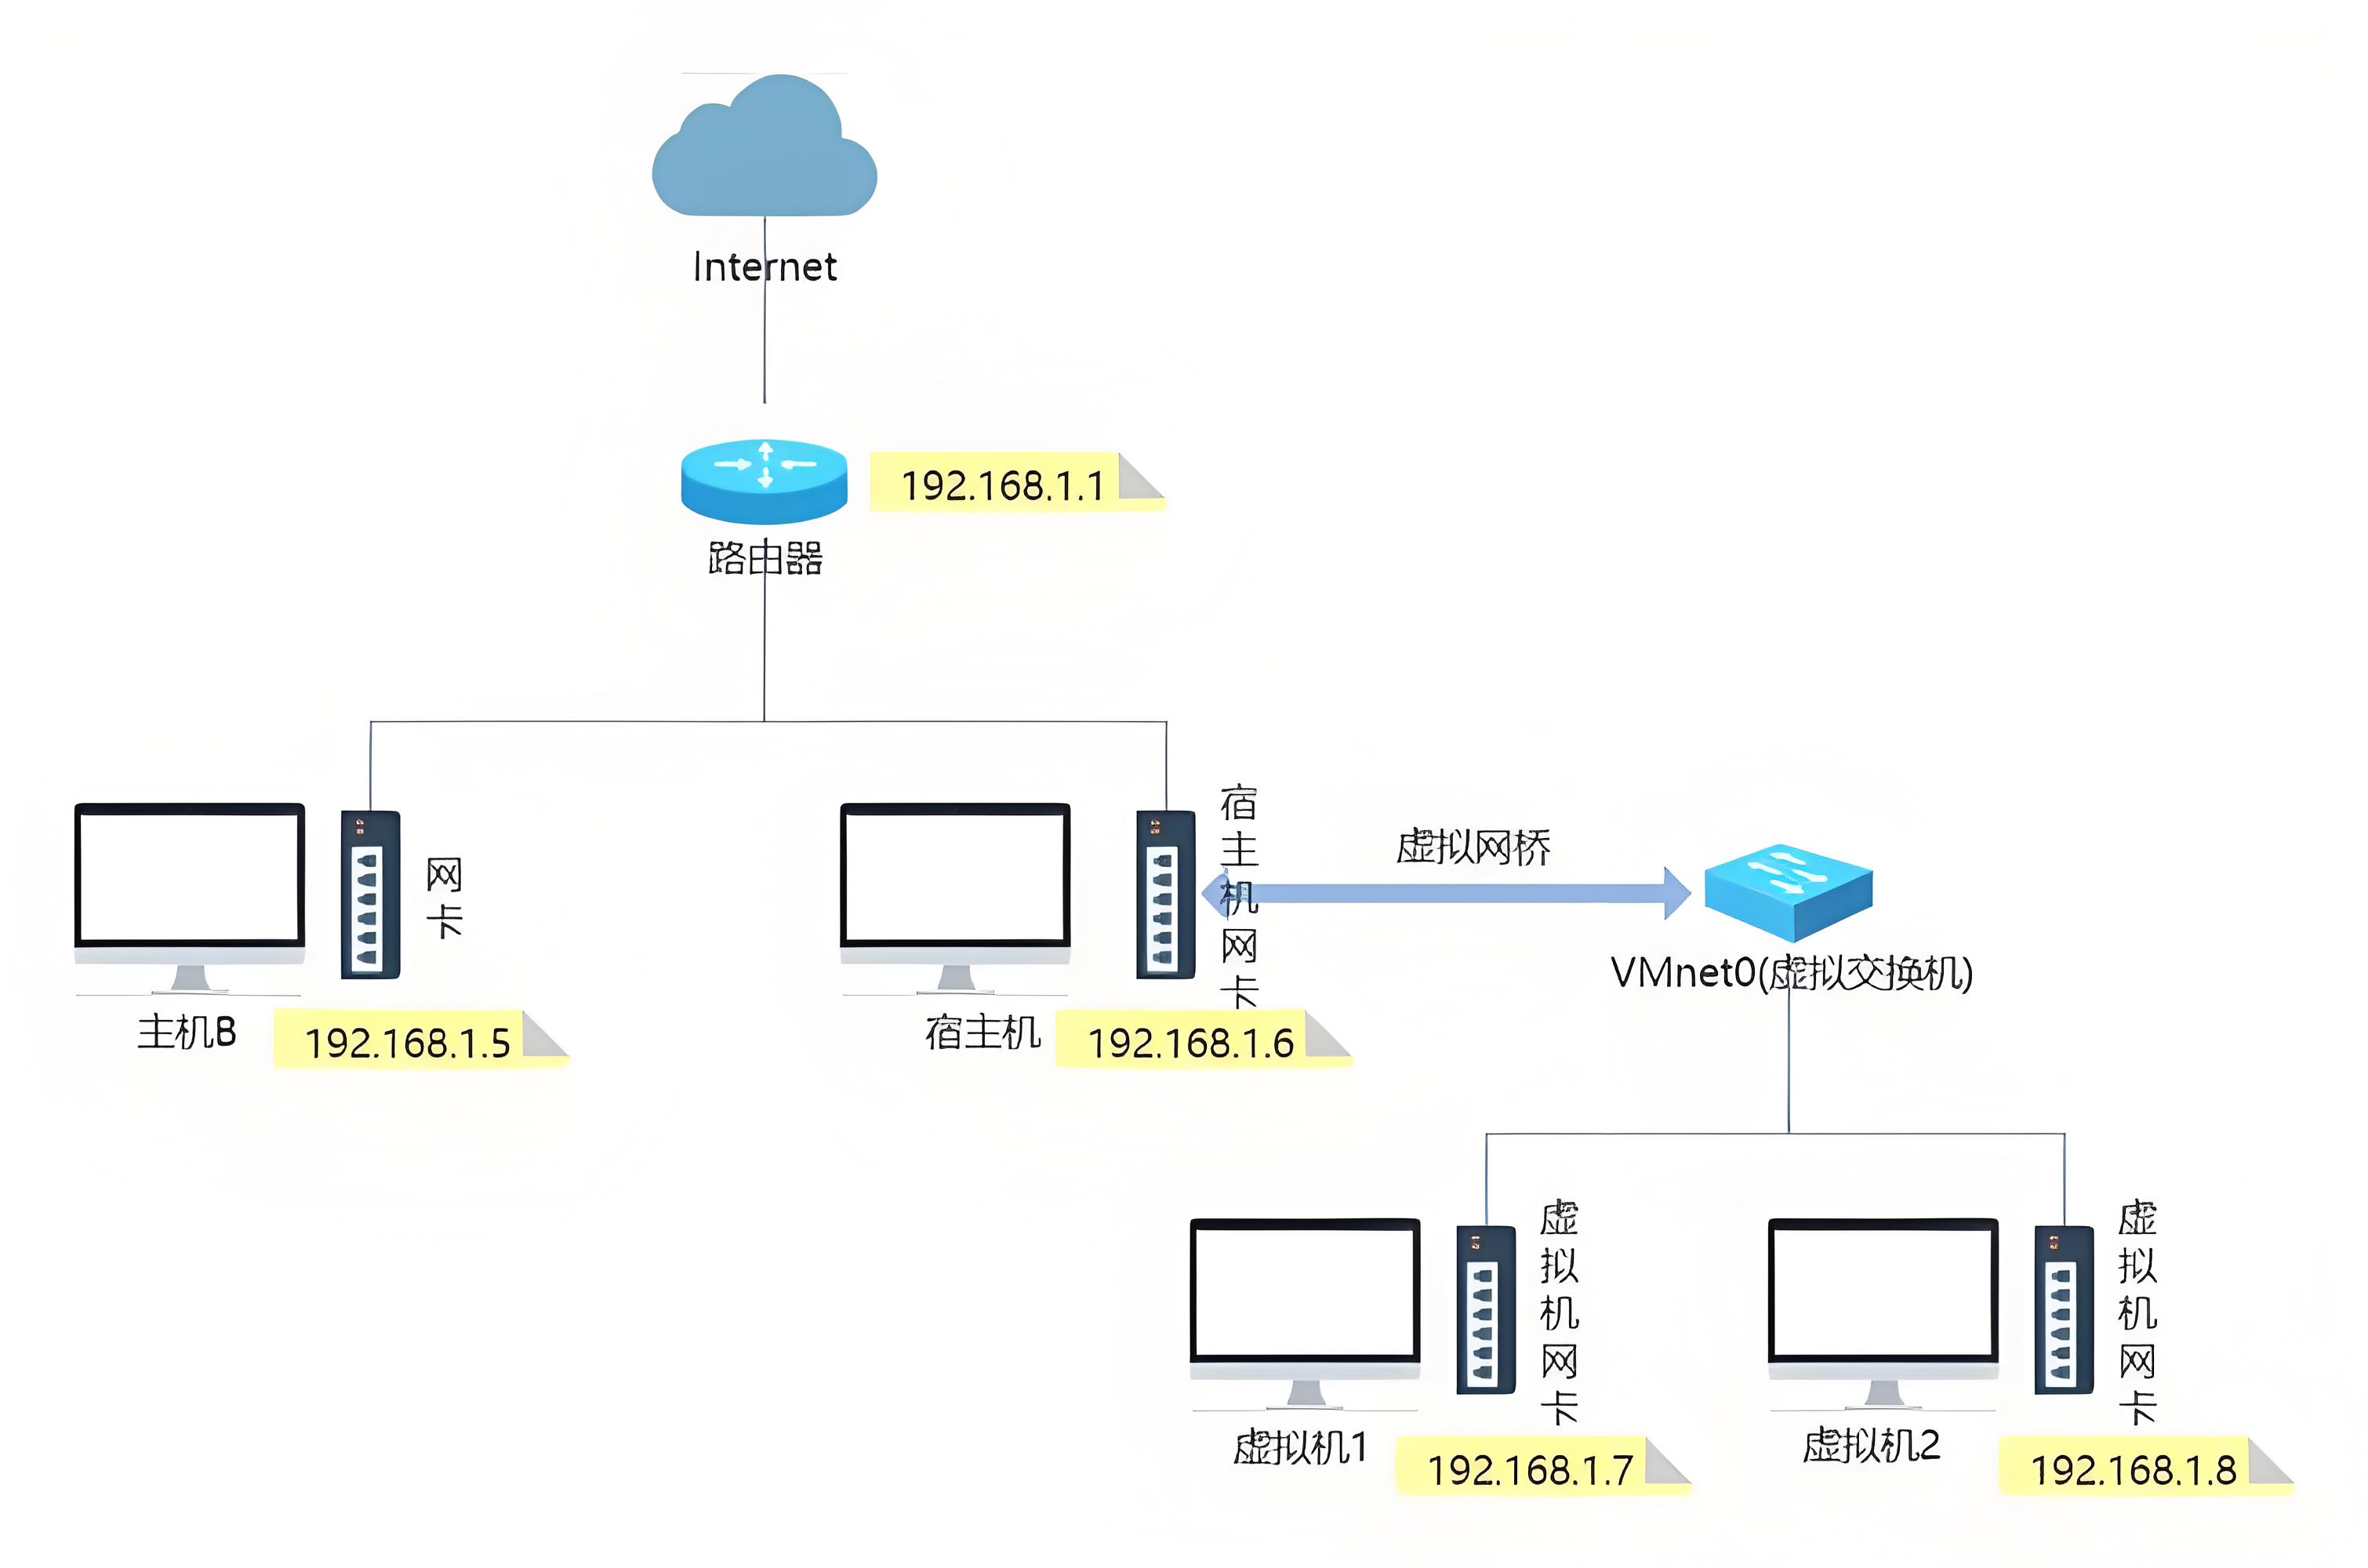 Internet
192.168.1.1
路由器
网卡
宿主机网卡
虚拟网桥
VMnet0(虚拟交换机)
主机B
192.168.1.5
宿主机
192.168.1.6
虚拟机网卡
虚拟机网卡
虚拟机1
192.168.1.7
虚拟机2
192.168.1.8